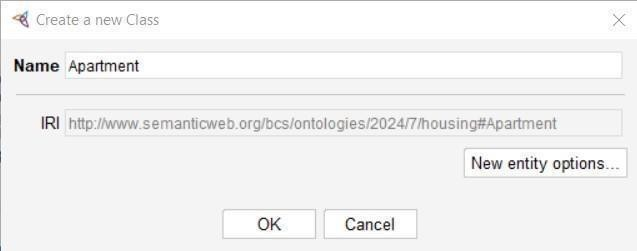 Create a new Class
Name Apartment
IRI http://www.semanticweb.org/bcs/ontologies/2024/7/housing#Apartment
New entity options...
OK Cancel